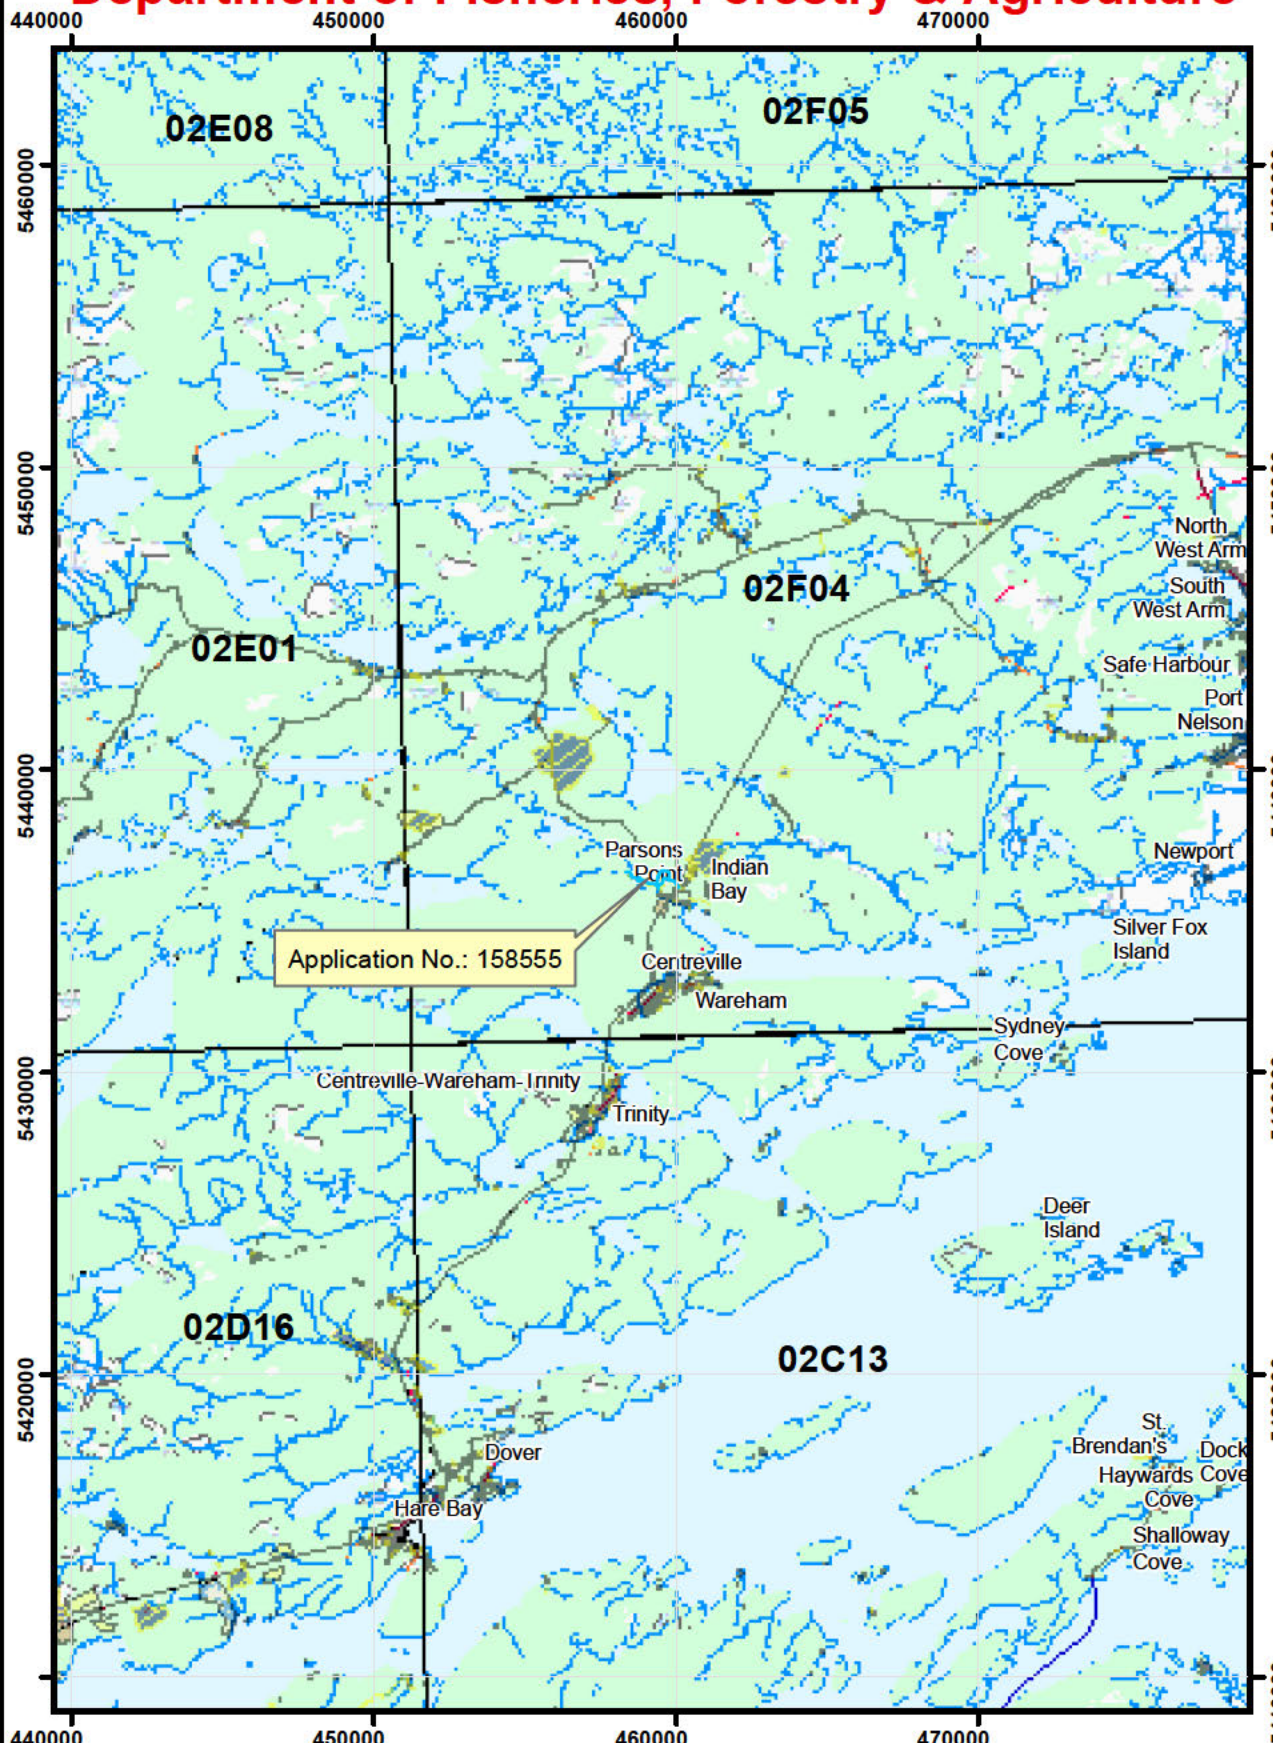 Department of Fisheries, Forestry & Agriculture
440000 450000 460000 470000
02E08
02F05
5460000
5450000
North
West Arm
South
West Arm
02F04
02E01
Safe Harbour
Port
Nelson
5440000
Parsons
Point
Indian
Bay
Newport
Silver Fox
Island
Application No.: 158555
Centreville
Wareham
Sydney
Cove
5430000
Centreville-Wareham-Trinity
Trinity
Deer
Island
02D16
02C13
5420000
St.
Brendan's
Dock
Cove
Haywards
Cove
Dover
Hare Bay
Shalloway
Cove
440000 450000 460000 470000